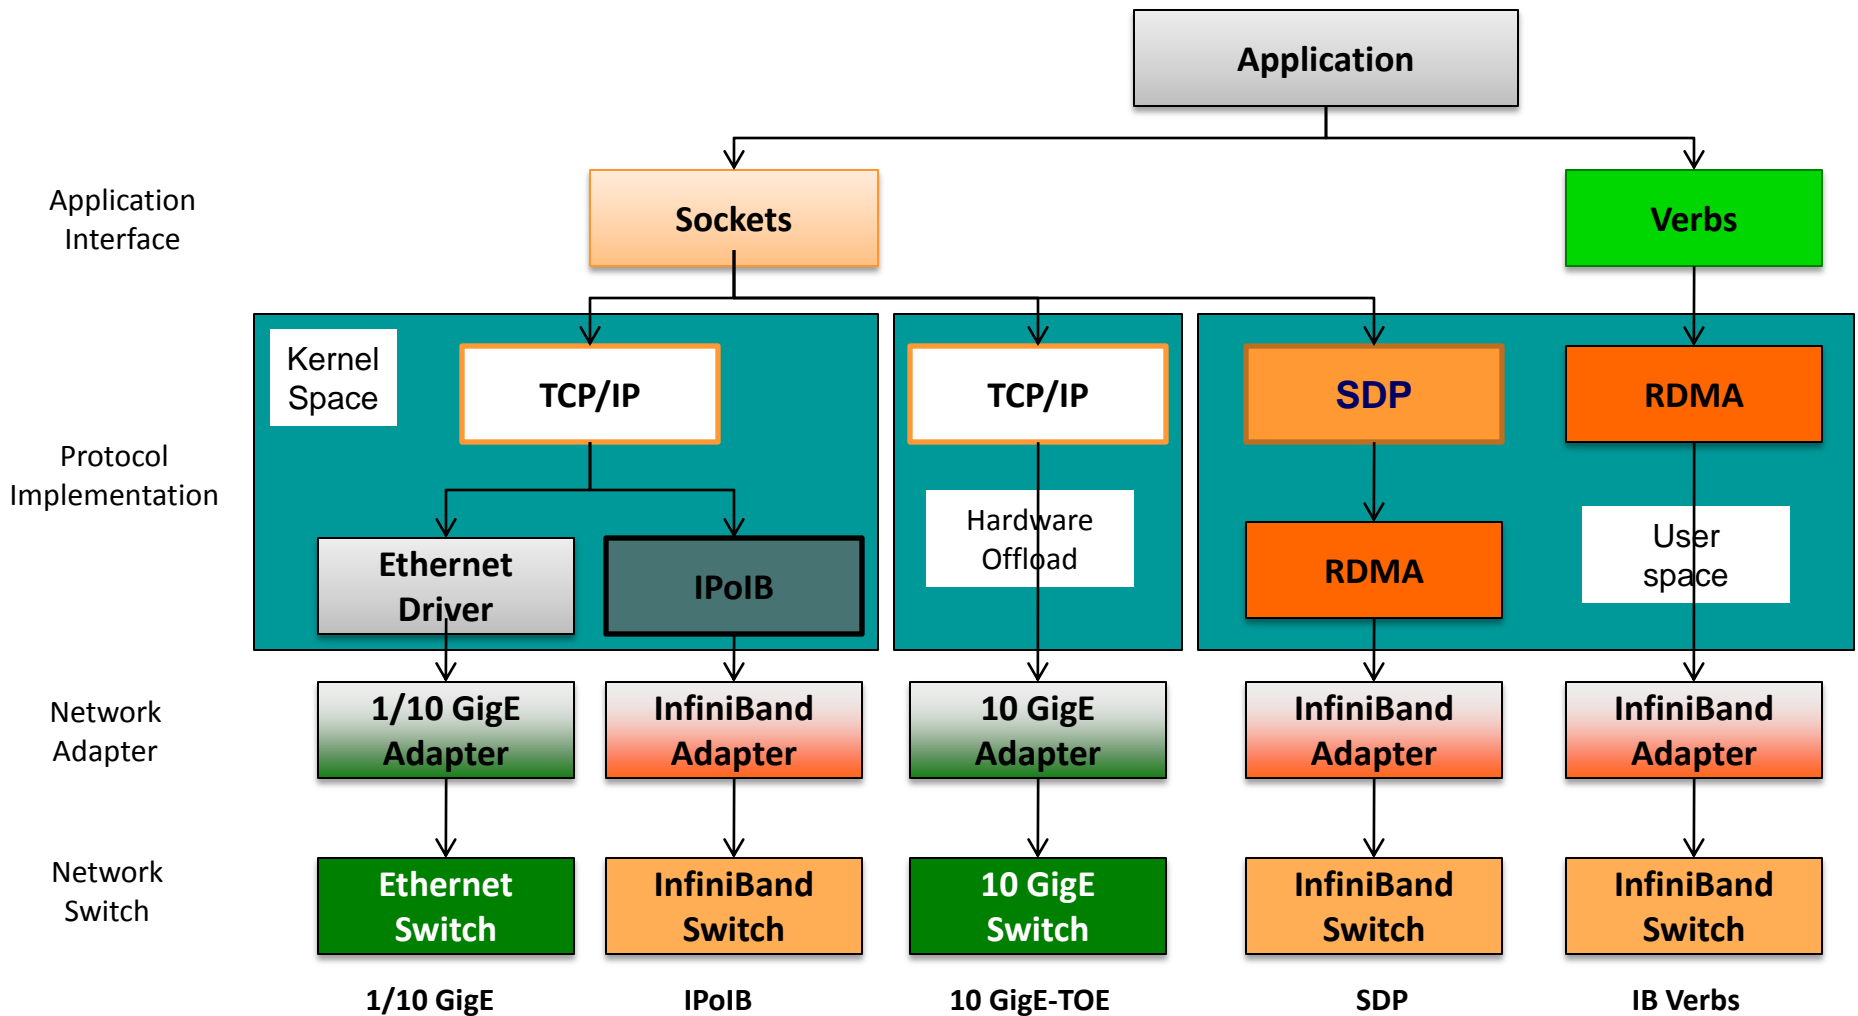 Application
Application
Interface
Sockets
Verbs
Protocol
Implementation
Kernel
Space
TCP/IP
TCP/IP
SDP
RDMA
Ethernet
Driver
IPoIB
Hardware
Offload
RDMA
User
space
Network
Adapter
1/10 GigE
Adapter
InfiniBand
Adapter
10 GigE
Adapter
InfiniBand
Adapter
InfiniBand
Adapter
Network
Switch
Ethernet
Switch
InfiniBand
Switch
10 GigE
Switch
InfiniBand
Switch
InfiniBand
Switch
1/10 GigE
IPoIB
10 GigE-TOE
SDP
IB Verbs